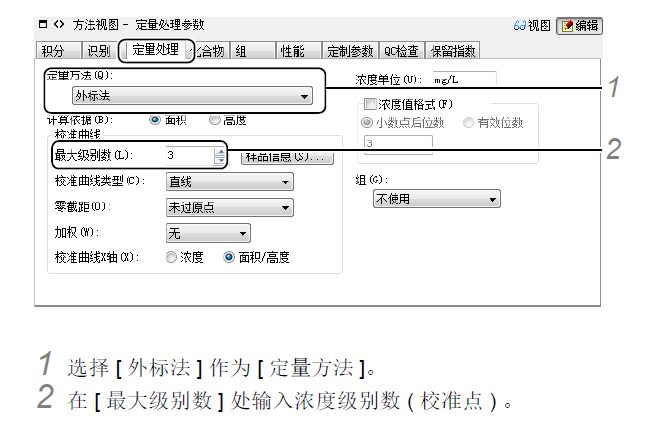 方法视图 - 定量处理参数 视图 编辑
积分 识别 定量处理 合物 组 性能 定制参数 QC检查 保留指数
定量方法(Q): 浓度单位(U): mg/L
外标法 1
浓度值格式(F)
计算依据(B): 面积 高度 小数点后位数 有效位数
校准曲线 3
最大级别数(L): 3 样品信息(S)... 2
校准曲线类型(C): 直线 组(G):
零截距(O): 未过原点 不使用
加权(W): 无
校准曲线X轴(X): 浓度 面积/高度
1 选择 [ 外标法 ] 作为 [ 定量方法 ]。
2 在 [ 最大级别数 ] 处输入浓度级别数 ( 校准点 ) 。